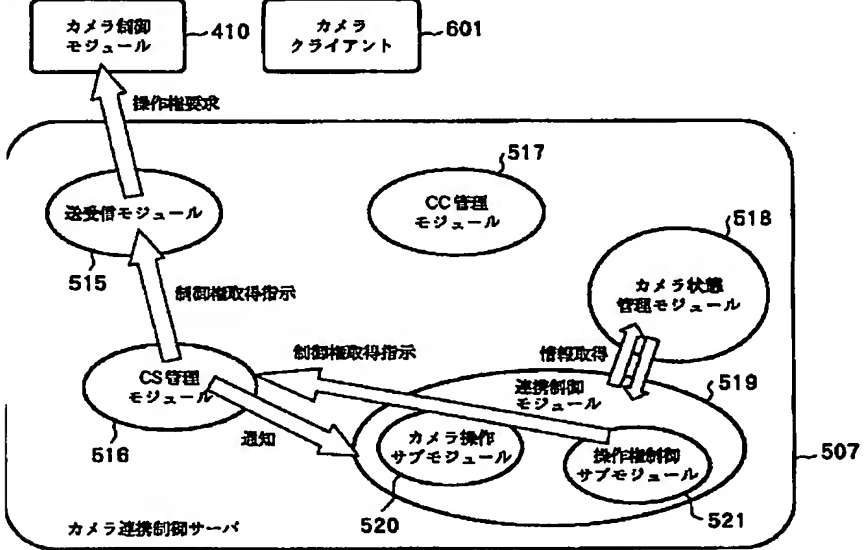 カメラ制御
モジュール
410
カメラ
クライアント
601
操作権要求
517
CC管理
モジュール
送受信モジュール
515
518
カメラ状態
管理モジュール
制御権取得指示
制御権取得指示
情報取得
CS管理
モジュール
516
通知
連携制御
モジュール
519
カメラ操作
サブモジュール
520
操作権制御
サブモジュール
521
507
カメラ連携制御サーバ